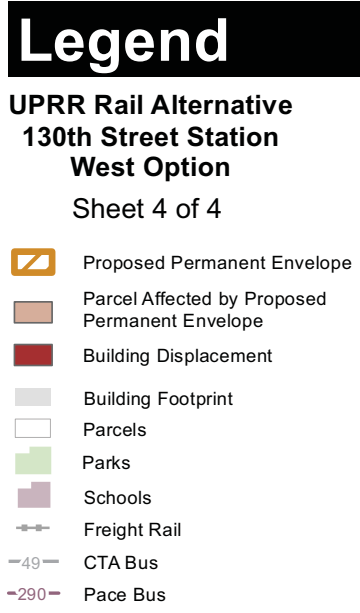 Legend
UPRR Rail Alternative
130th Street Station
West Option
Sheet 4 of 4
Proposed Permanent Envelope
Parcel Affected by Proposed
Permanent Envelope
Building Displacement
Building Footprint
Parcels
Parks
Schools
Freight Rail
49 CTA Bus
290 Pace Bus